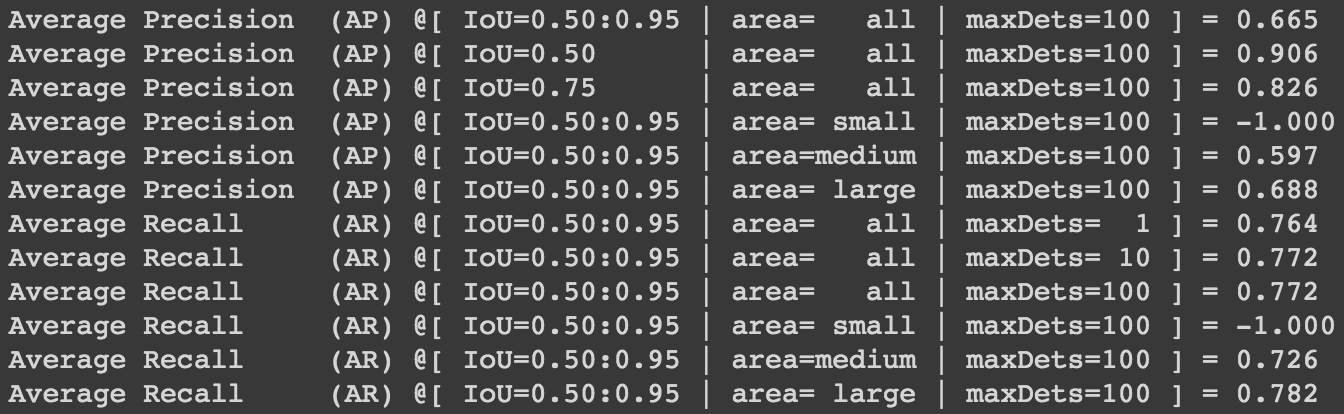 Average Precision  (AP) @[ IoU=0.50:0.95 | area=   all | maxDets=100 ] = 0.665
Average Precision  (AP) @[ IoU=0.50      | area=   all | maxDets=100 ] = 0.906
Average Precision  (AP) @[ IoU=0.75      | area=   all | maxDets=100 ] = 0.826
Average Precision  (AP) @[ IoU=0.50:0.95 | area= small | maxDets=100 ] = -1.000
Average Precision  (AP) @[ IoU=0.50:0.95 | area=medium | maxDets=100 ] = 0.597
Average Precision  (AP) @[ IoU=0.50:0.95 | area= large | maxDets=100 ] = 0.688
Average Recall     (AR) @[ IoU=0.50:0.95 | area=   all | maxDets=  1 ] = 0.764
Average Recall     (AR) @[ IoU=0.50:0.95 | area=   all | maxDets= 10 ] = 0.772
Average Recall     (AR) @[ IoU=0.50:0.95 | area=   all | maxDets=100 ] = 0.772
Average Recall     (AR) @[ IoU=0.50:0.95 | area= small | maxDets=100 ] = -1.000
Average Recall     (AR) @[ IoU=0.50:0.95 | area=medium | maxDets=100 ] = 0.726
Average Recall     (AR) @[ IoU=0.50:0.95 | area= large | maxDets=100 ] = 0.782